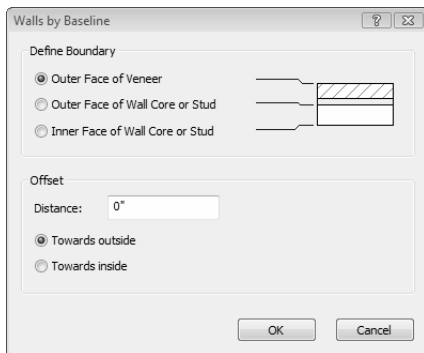 Walls by Baseline
Define Boundary
Outer Face of Veneer
Outer Face of Wall Core or Stud
Inner Face of Wall Core or Stud
Offset
Distance: 0"
Towards outside
Towards inside
OK Cancel